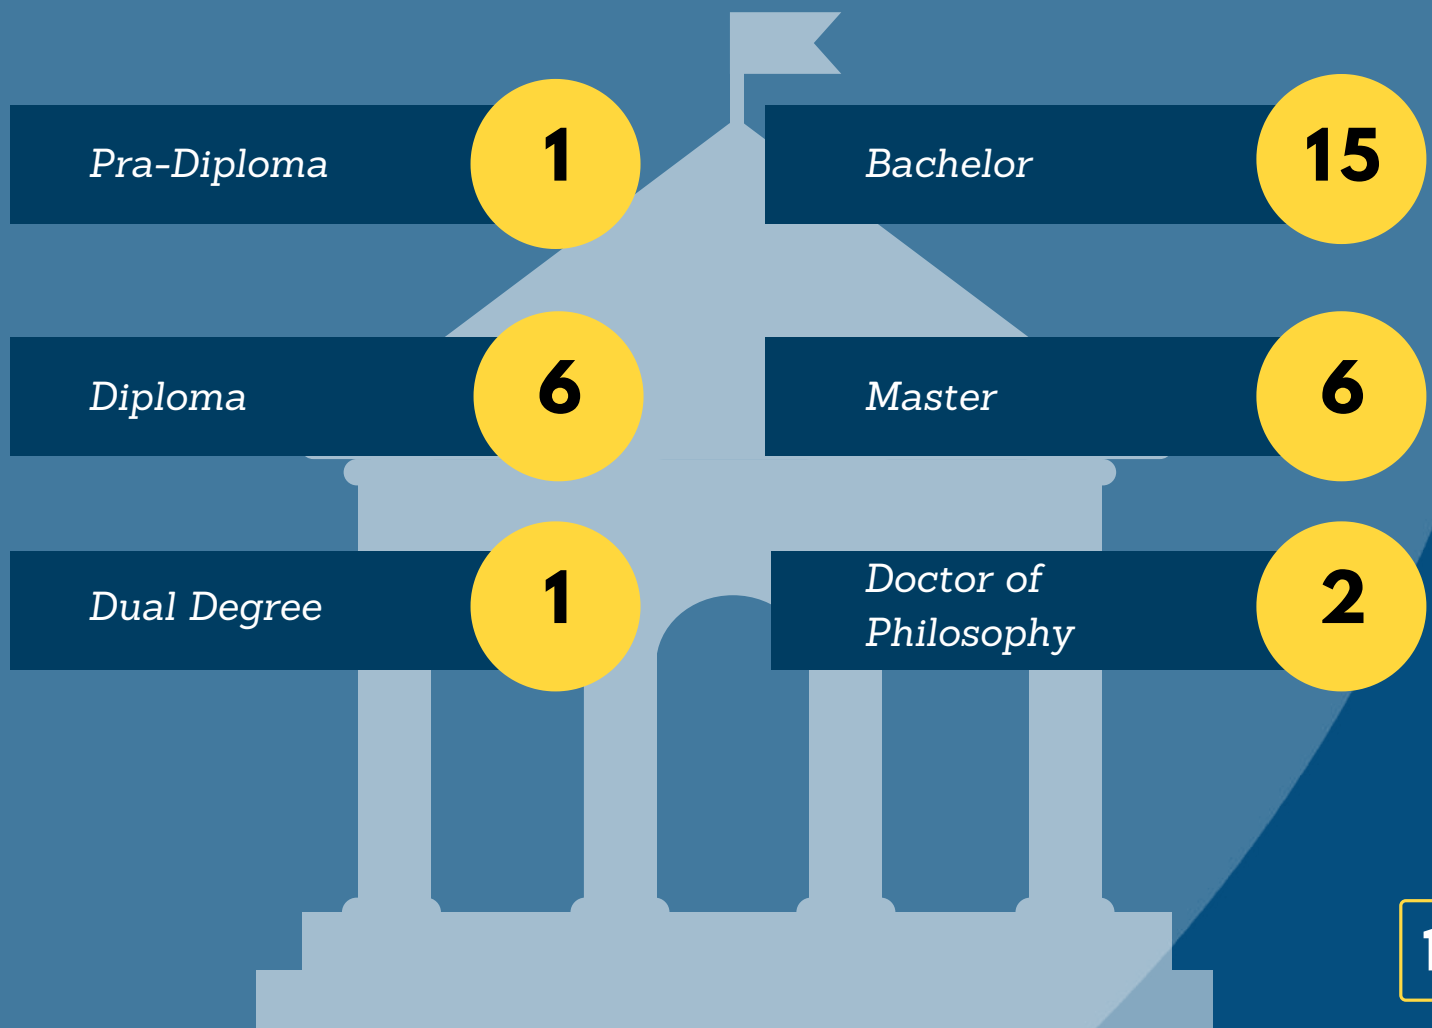 Pra-Diploma
1
Bachelor
15
Diploma
6
Master
6
Dual Degree
1
Doctor of
Philosophy
2